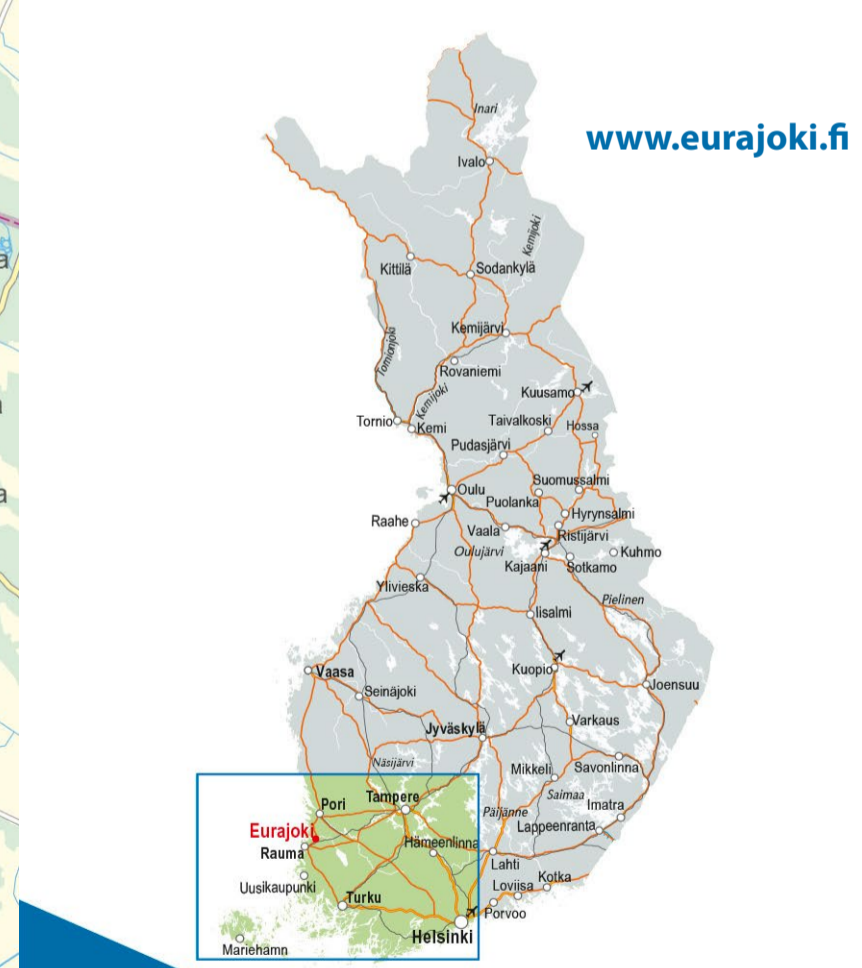 Inari
www.eurajoki.fi
Ivalo
Kemijoki
a
Kittilä
Sodankylä
Kemijärvi
Tornionjoki
Rovaniemi
Kemijoki
Kuusamo
Taivalkoski
Hossa
Tornio
Kemi
Pudasjärvi
a
Suomussalmi
Oulu
Puolanka
a
Hyrynsalmi
Raahe
Vaala
Ristijärvi
Oulujärvi
Kuhmo
Kajaani
Sotkamo
Ylivieska
Pielinen
Iisalmi
Vaasa
Kuopio
Seinäjoki
Joensuu
Varkaus
Jyväskylä
Näsijärvi
Mikkeli
Savonlinna
Saimaa
Pori
Tampere
Päijänne
Imatra
Eurajoki
Lappeenranta
Hämeenlinna
Rauma
Lahti
Uusikaupunki
Kotka
Loviisa
Turku
Porvoo
Helsinki
Mariehamn